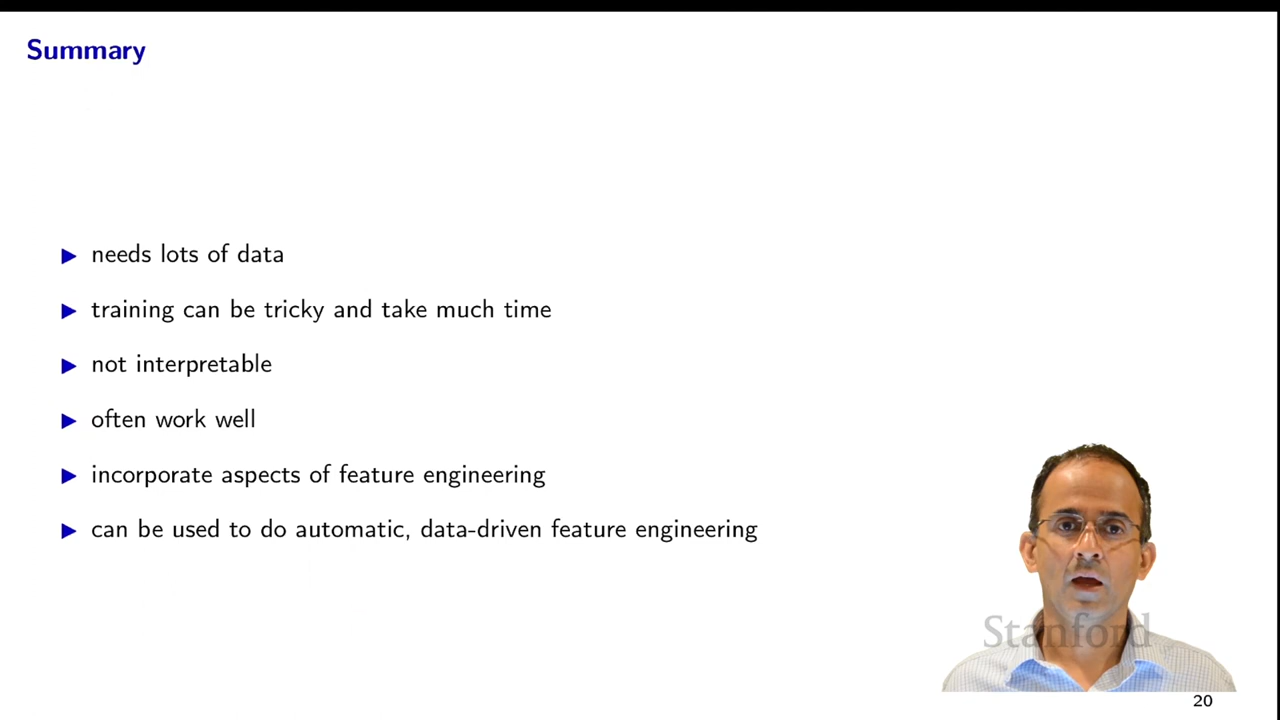 Summary
needs lots of data
training can be tricky and take much time
not interpretable
often work well
incorporate aspects of feature engineering
can be used to do automatic, data-driven feature engineering
Stanford
20